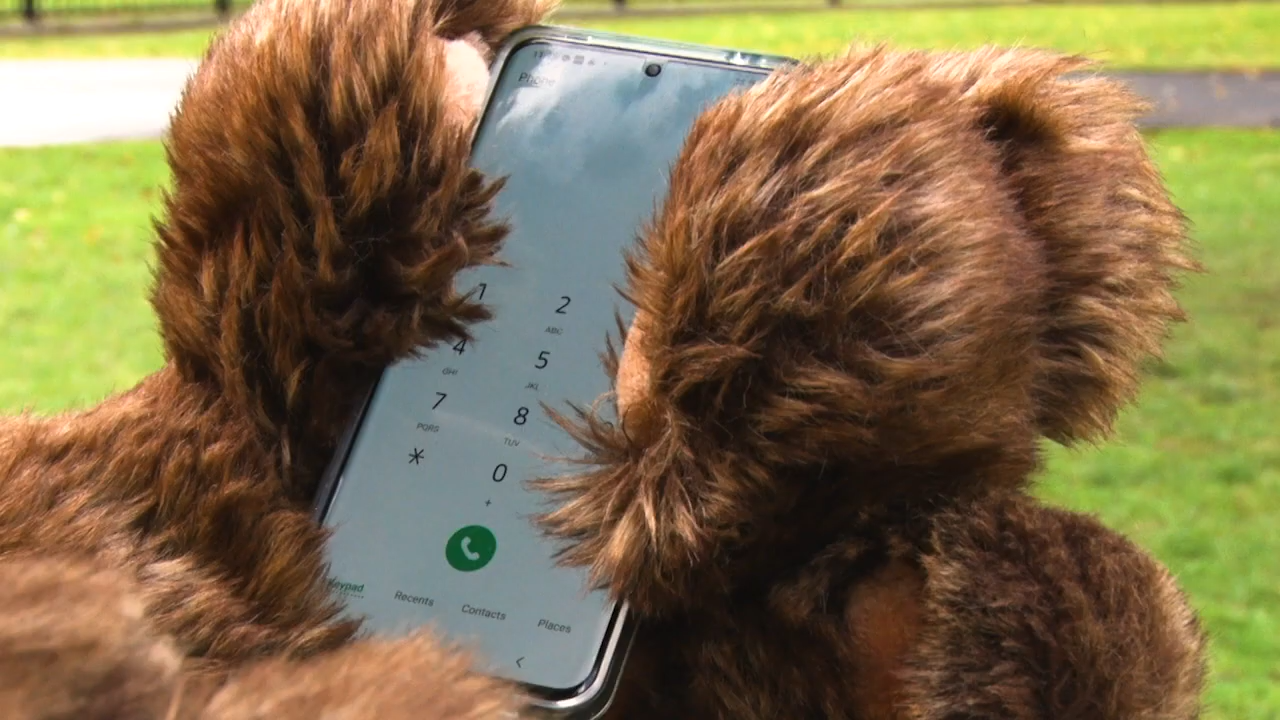 Phone
1 2
ABC
4 5
GHI JKL
7 8
PQRS TUV
* 0
+
Keypad Recents Contacts Places